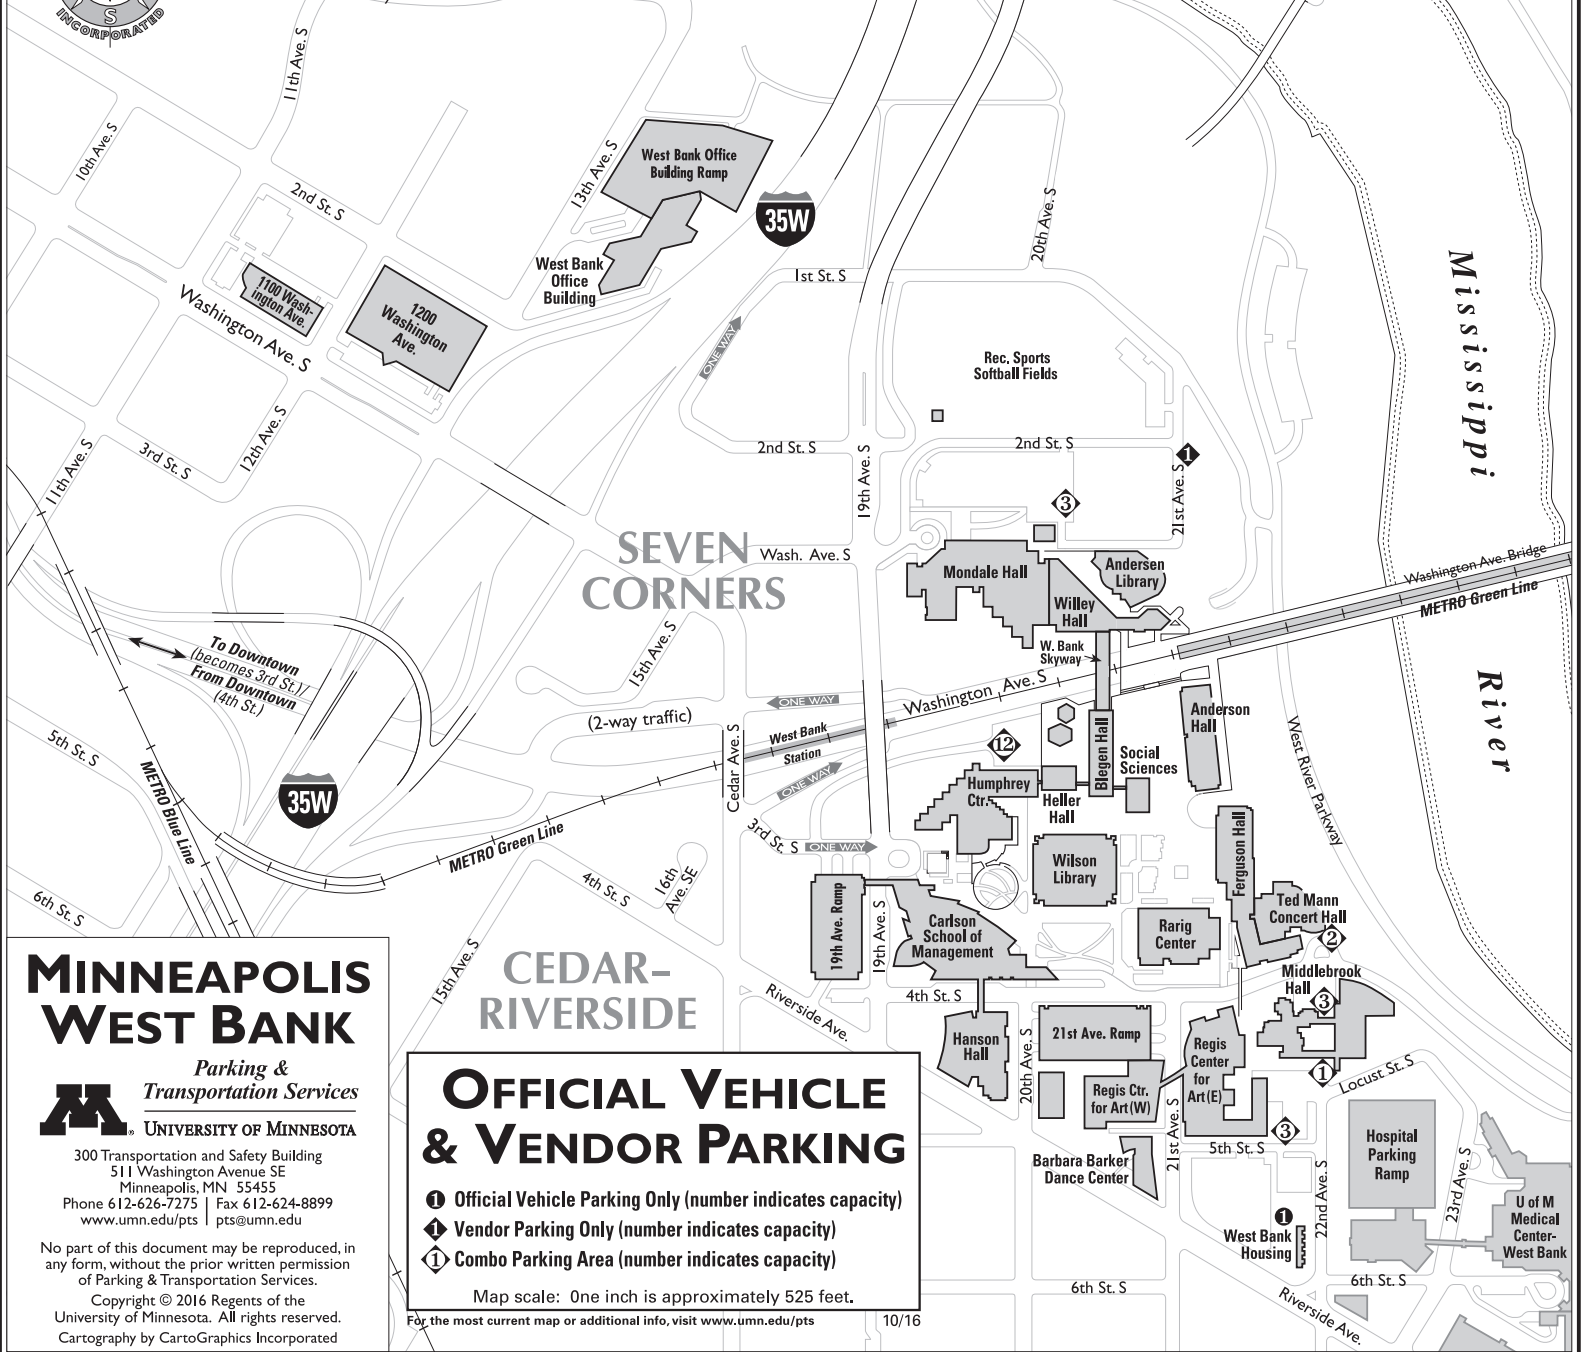 S
INCORPORATED
11th Ave. S
10th Ave. S
2nd St. S
13th Ave. S
West Bank Office
Building Ramp
35W
20th Ave. S
West Bank
Office
Building
1st St. S
1100 Wash-
ington Ave.
Washington Ave. S
1200
Washington
Ave.
ONE WAY
Rec. Sports
Softball Fields
Mississippi
River
11th Ave. S
3rd St. S
12th Ave. S
2nd St. S
19th Ave. S
2nd St. S
1
21st Ave. S
3
SEVEN
CORNERS
Wash. Ave. S
Mondale Hall
Andersen
Library
Willey
Hall
Washington Ave. Bridge
METRO Green Line
W. Bank
Skyway
To Downtown
(becomes 3rd St.)/
From Downtown
(4th St.)
15th Ave. S
ONE WAY
Washington Ave. S
(2-way traffic)
West Bank
Station
Cedar Ave. S
ONE WAY
12
Blegen Hall
Social
Sciences
Anderson
Hall
West River Parkway
5th St. S
METRO Blue Line
35W
Humphrey
Ctr.
Heller
Hall
METRO Green Line
3rd St. S
ONE WAY
4th St. S
16th
Ave. SE
6th St. S
Wilson
Library
Ferguson Hall
Ted Mann
Concert Hall
2
19th Ave. Ramp
19th Ave. S
Carlson
School of
Management
Rarig
Center
15th Ave. S
CEDAR–
RIVERSIDE
Riverside Ave.
4th St. S
Middlebrook
Hall
3
Hanson
Hall
20th Ave. S
21st Ave. Ramp
Regis
Center
for
Art (E)
Regis Ctr.
for Art (W)
1
Locust St. S
21st Ave. S
3
5th St. S
Barbara Barker
Dance Center
Hospital
Parking
Ramp
23rd Ave. S
22nd Ave. S
1
West Bank
Housing
U of M
Medical
Center-
West Bank
6th St. S
6th St. S
Riverside Ave.
MINNEAPOLIS
WEST BANK
Parking &
Transportation Services
M
UNIVERSITY OF MINNESOTA
300 Transportation and Safety Building
511 Washington Avenue SE
Minneapolis, MN 55455
Phone 612-626-7275 | Fax 612-624-8899
www.umn.edu/pts | pts@umn.edu
No part of this document may be reproduced, in
any form, without the prior written permission
of Parking & Transportation Services.
Copyright © 2016 Regents of the
University of Minnesota. All rights reserved.
Cartography by CartoGraphics Incorporated
OFFICIAL VEHICLE
& VENDOR PARKING
1 Official Vehicle Parking Only (number indicates capacity)
1 Vendor Parking Only (number indicates capacity)
1 Combo Parking Area (number indicates capacity)
Map scale: One inch is approximately 525 feet.
For the most current map or additional info, visit www.umn.edu/pts
10/16